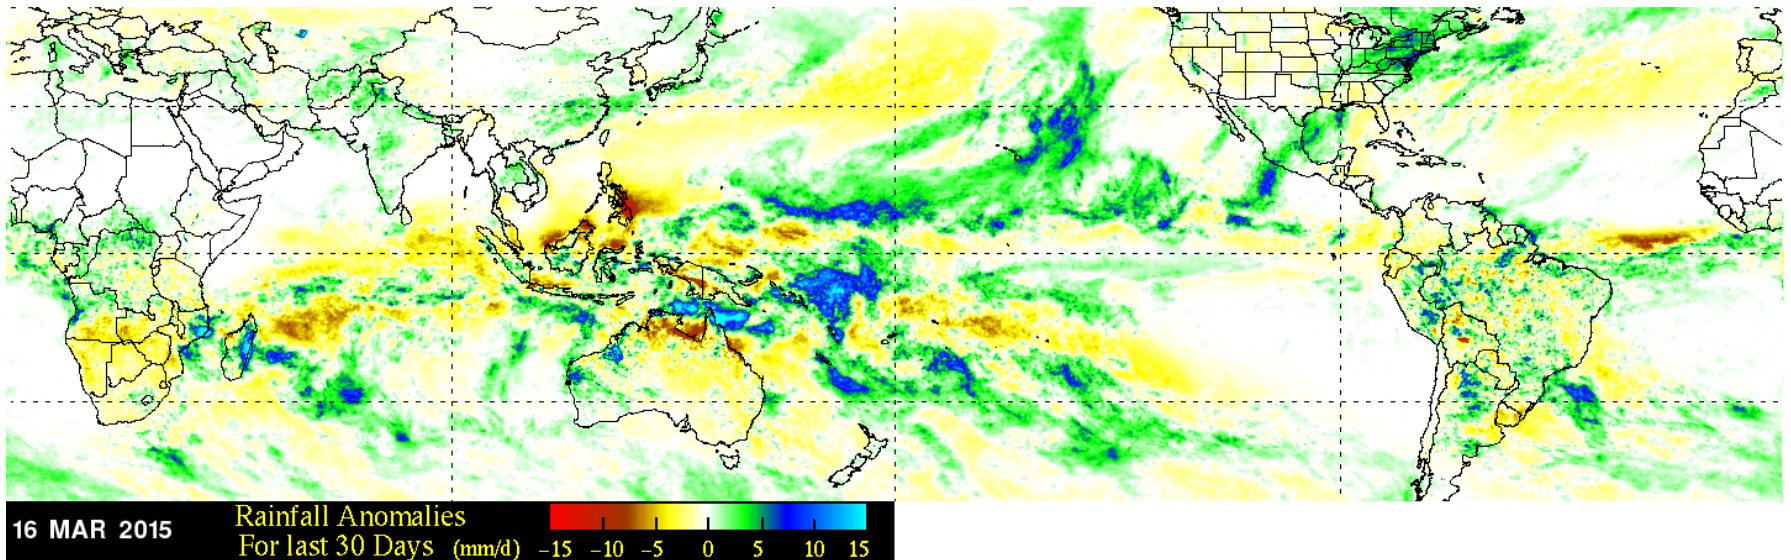 16 MAR 2015
Rainfall Anomalies
For last 30 Days (mm/d)
−15 −10 −5 0 5 10 15